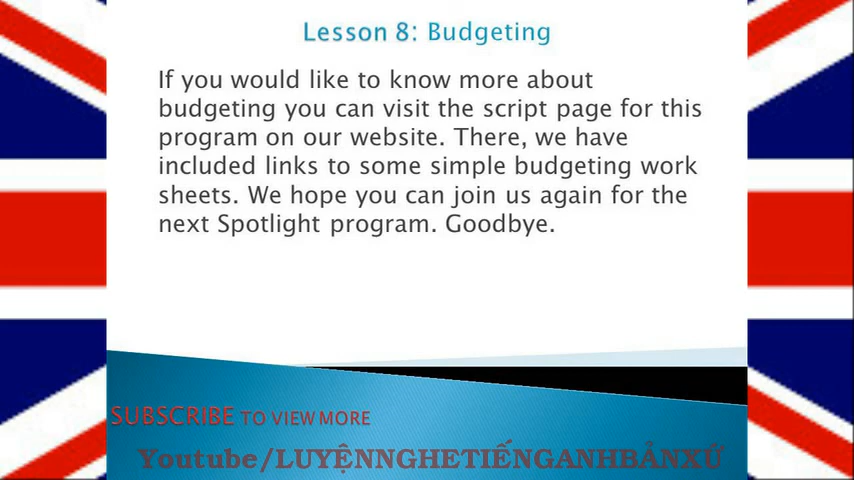 Lesson 8: Budgeting
If you would like to know more about
budgeting you can visit the script page for this
program on our website. There, we have
included links to some simple budgeting work
sheets. We hope you can join us again for the
next Spotlight program. Goodbye.
SUBSCRIBE TO VIEW MORE
Youtube/LUYỆNNGHETIẾNGANHBẢNXỨ